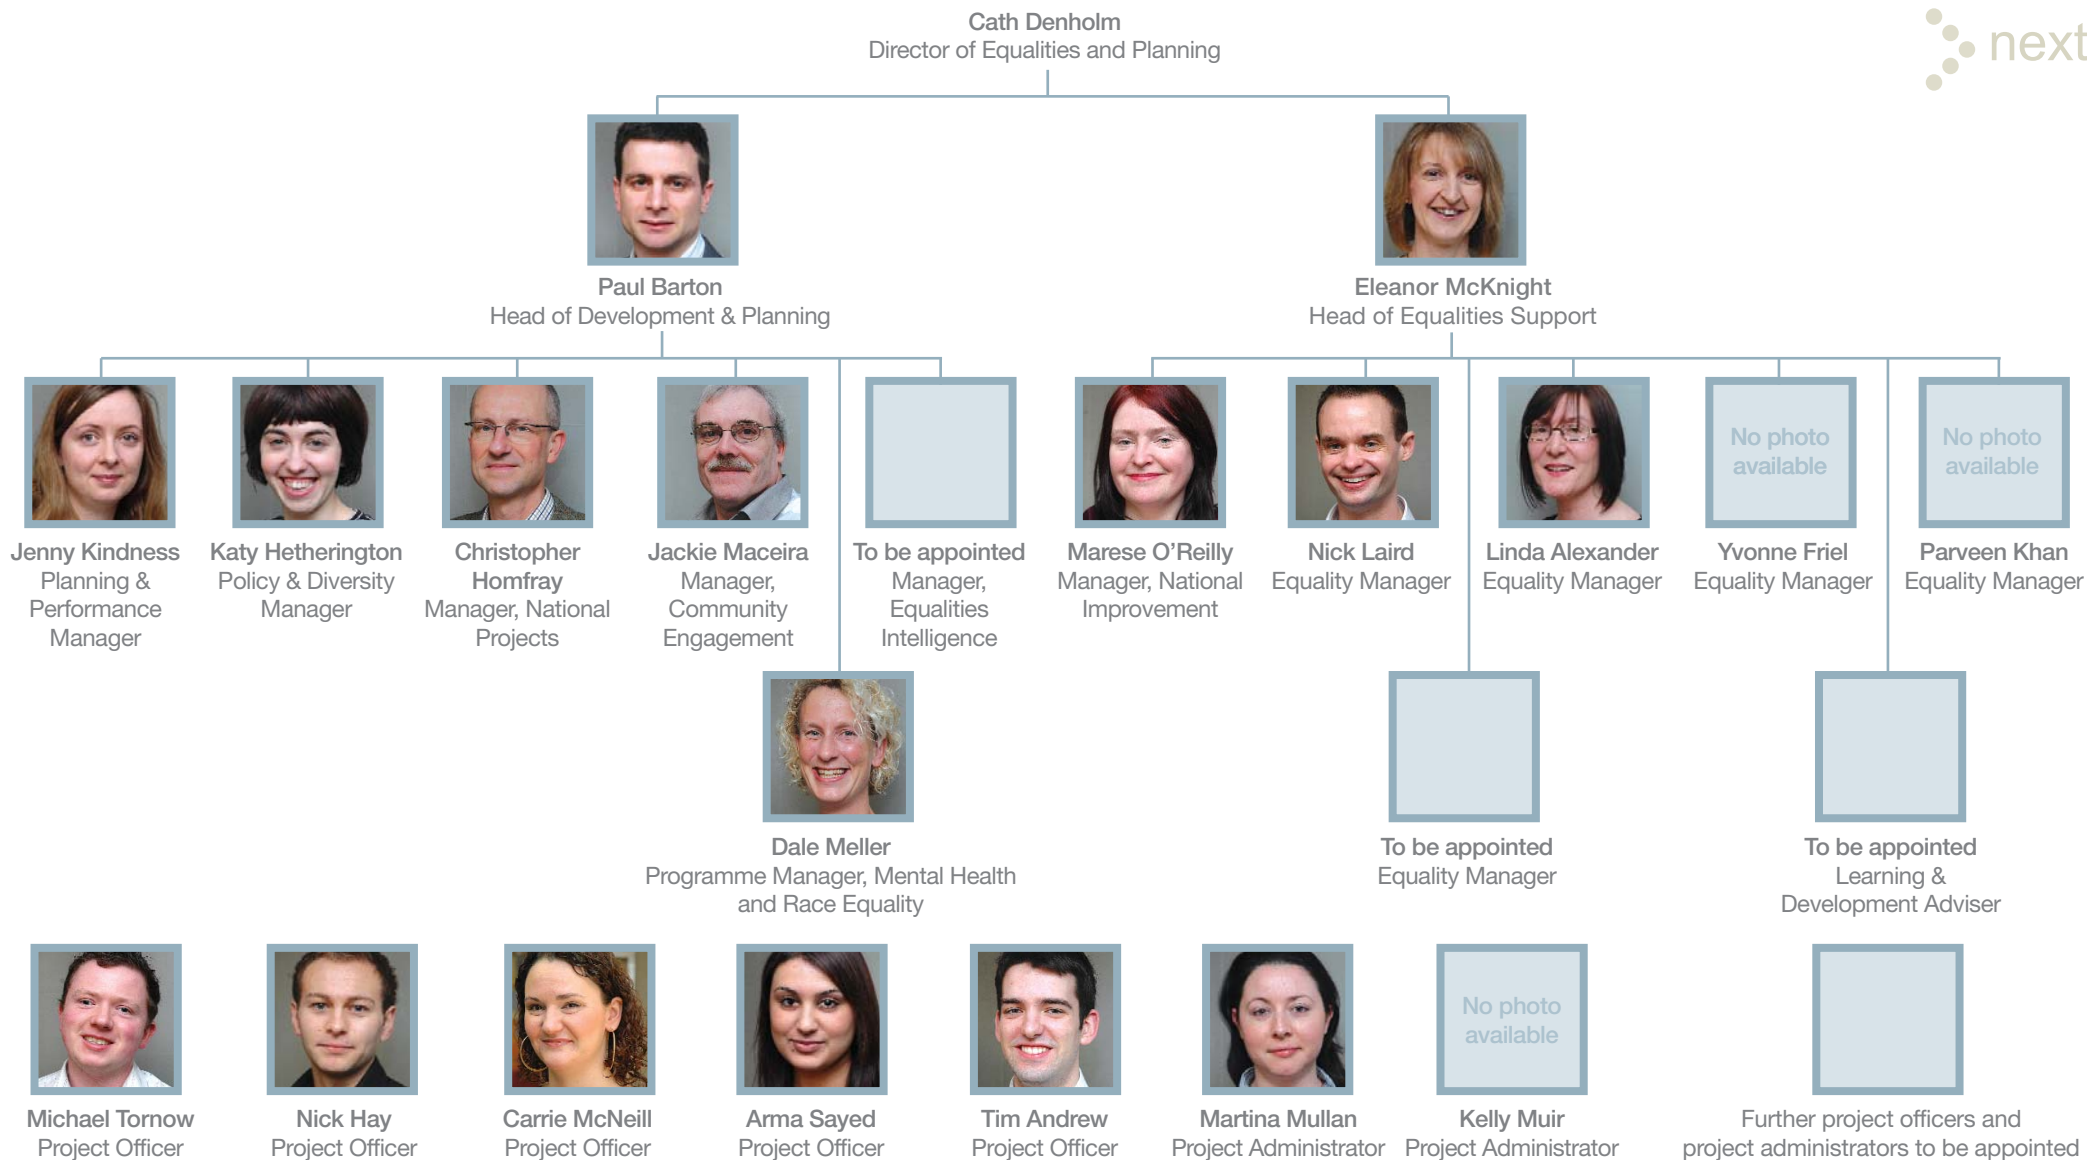 Cath Denholm
Director of Equalities and Planning
next
Paul Barton
Head of Development & Planning
Eleanor McKnight
Head of Equalities Support
Jenny Kindness
Planning &
Performance
Manager
Katy Hetherington
Policy & Diversity
Manager
Christopher
Homfray
Manager, National
Projects
Jackie Maceira
Manager,
Community
Engagement
To be appointed
Manager,
Equalities
Intelligence
Marese O’Reilly
Manager, National
Improvement
Nick Laird
Equality Manager
Linda Alexander
Equality Manager
No photo
available
Yvonne Friel
Equality Manager
No photo
available
Parveen Khan
Equality Manager
Dale Meller
Programme Manager, Mental Health
and Race Equality
To be appointed
Equality Manager
To be appointed
Learning &
Development Adviser
Michael Tornow
Project Officer
Nick Hay
Project Officer
Carrie McNeill
Project Officer
Arma Sayed
Project Officer
Tim Andrew
Project Officer
Martina Mullan
Project Administrator
No photo
available
Kelly Muir
Project Administrator
Further project officers and
project administrators to be appointed